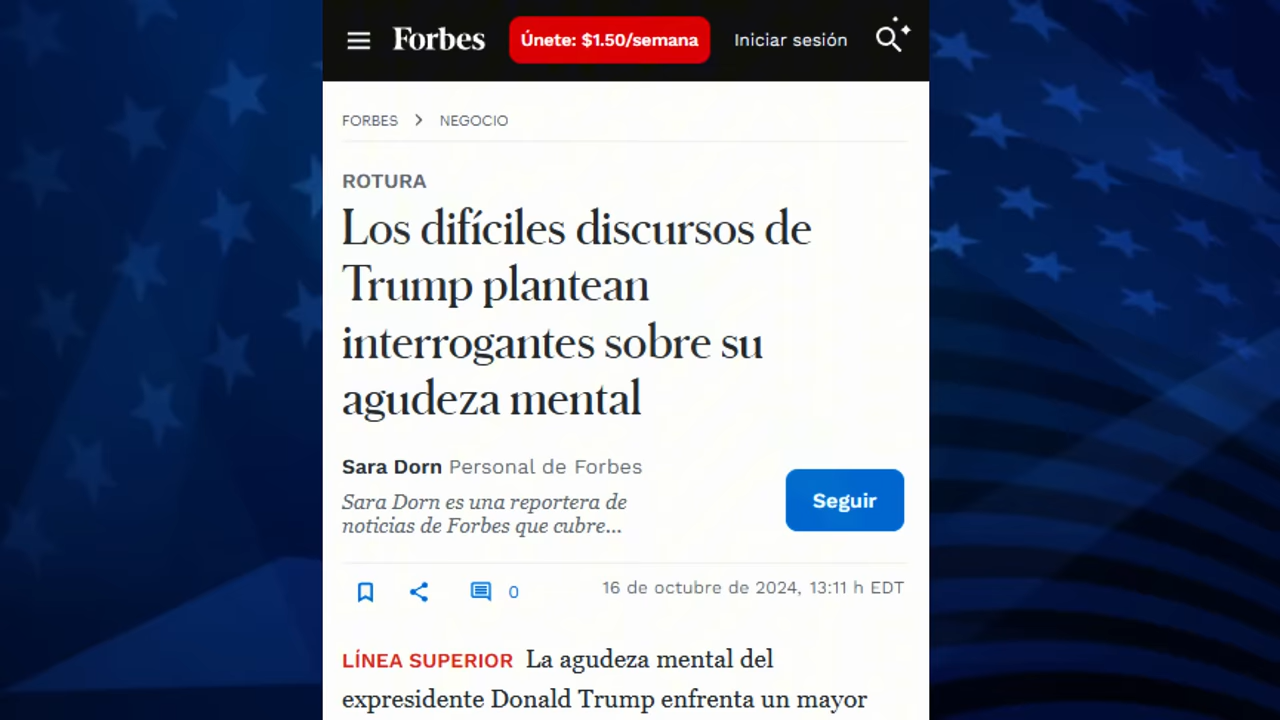 Forbes
Únete: $1.50/semana
Iniciar sesión
FORBES > NEGOCIO
ROTURA
Los difíciles discursos de
Trump plantean
interrogantes sobre su
agudeza mental
Sara Dorn Personal de Forbes
Sara Dorn es una reportera de
noticias de Forbes que cubre...
Seguir
0
16 de octubre de 2024, 13:11 h EDT
LÍNEA SUPERIOR La agudeza mental del
expresidente Donald Trump enfrenta un mayor